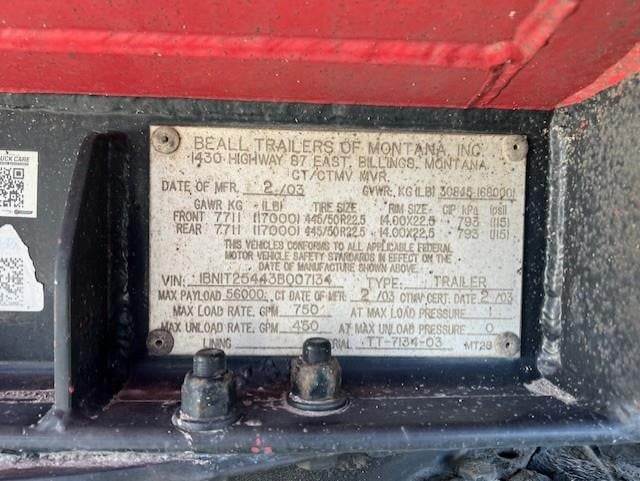 UCK CARE
BEALL TRAILERS OF MONTANA, INC.
1430 HIGHWAY 87 EAST, BILLINGS, MONTANA
CT/CTMV MVR.
DATE OF MFR. 2/03 GVWR: KG (LB) 30845 (68000)
GAWR KG (LB) TIRE SIZE RIM SIZE CIP kPa (psi)
FRONT 7711 (17000) 445/50R22.5 14.00X22.5 793 (115)
REAR 7711 (17000) 445/50R22.5 14.00X22.5 793 (115)
THIS VEHICLES CONFORMS TO ALL APPLICABLE FEDERAL
MOTOR VEHICLE SAFETY STANDARDS IN EFFECT ON THE
DATE OF MANUFACTURE SHOWN ABOVE.
VIN: 1BN1T25443B007134 TYPE: TRAILER
MAX PAYLOAD 56000 CT DATE OF MFR: 2/03 CTMV CERT. DATE 2/03
MAX LOAD RATE, GPM 750 AT MAX LOAD PRESSURE 1
MAX UNLOAD RATE, GPM 450 AT MAX UNLOAD PRESSURE 0
LINING SERIAL TT-7134-03 MT28